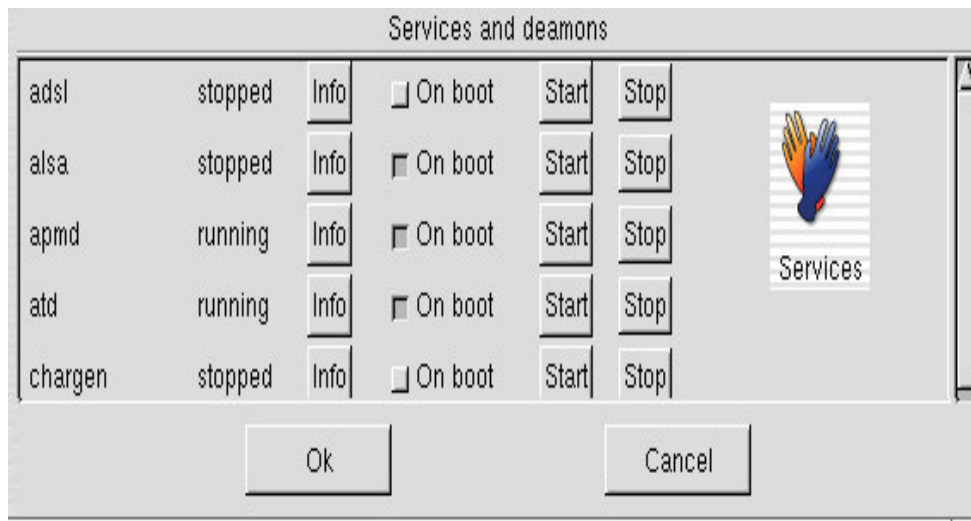 Services and deamons
adsl stopped Info On boot Start Stop
alsa stopped Info On boot Start Stop
apmd running Info On boot Start Stop
atd running Info On boot Start Stop
chargen stopped Info On boot Start Stop
Services
Ok Cancel